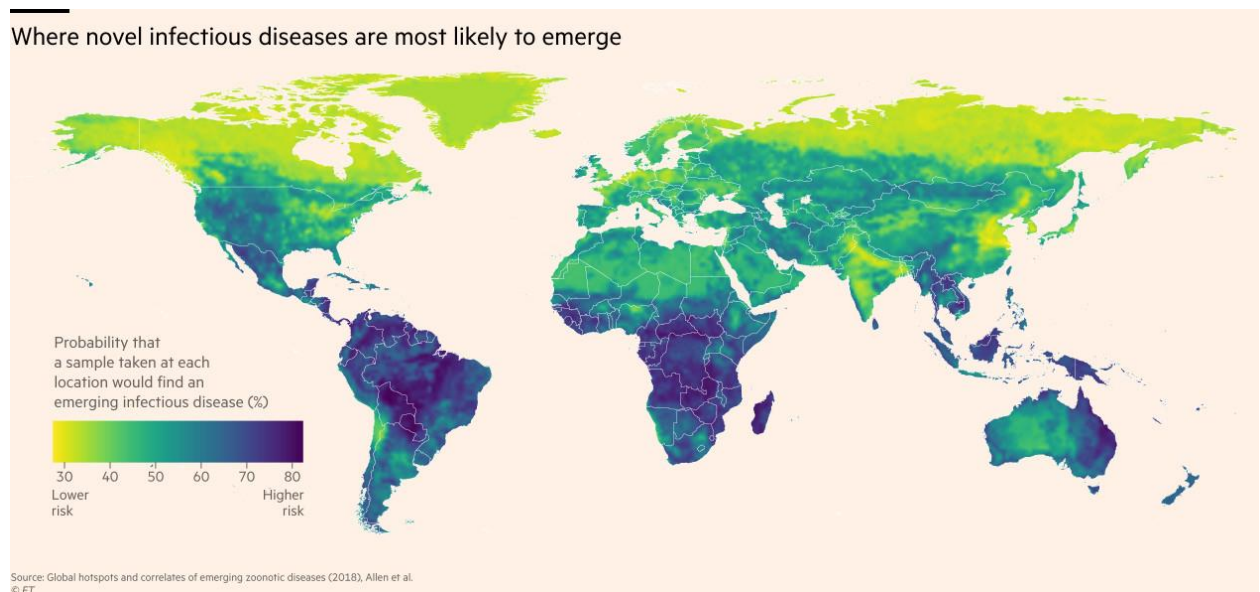 Where novel infectious diseases are most likely to emerge
Probability that
a sample taken at each
location would find an
emerging infectious disease (%)
30 40 50 60 70 80
Lower Higher
risk risk
Source: Global hotspots and correlates of emerging zoonotic diseases (2018), Allen et al.
© FT